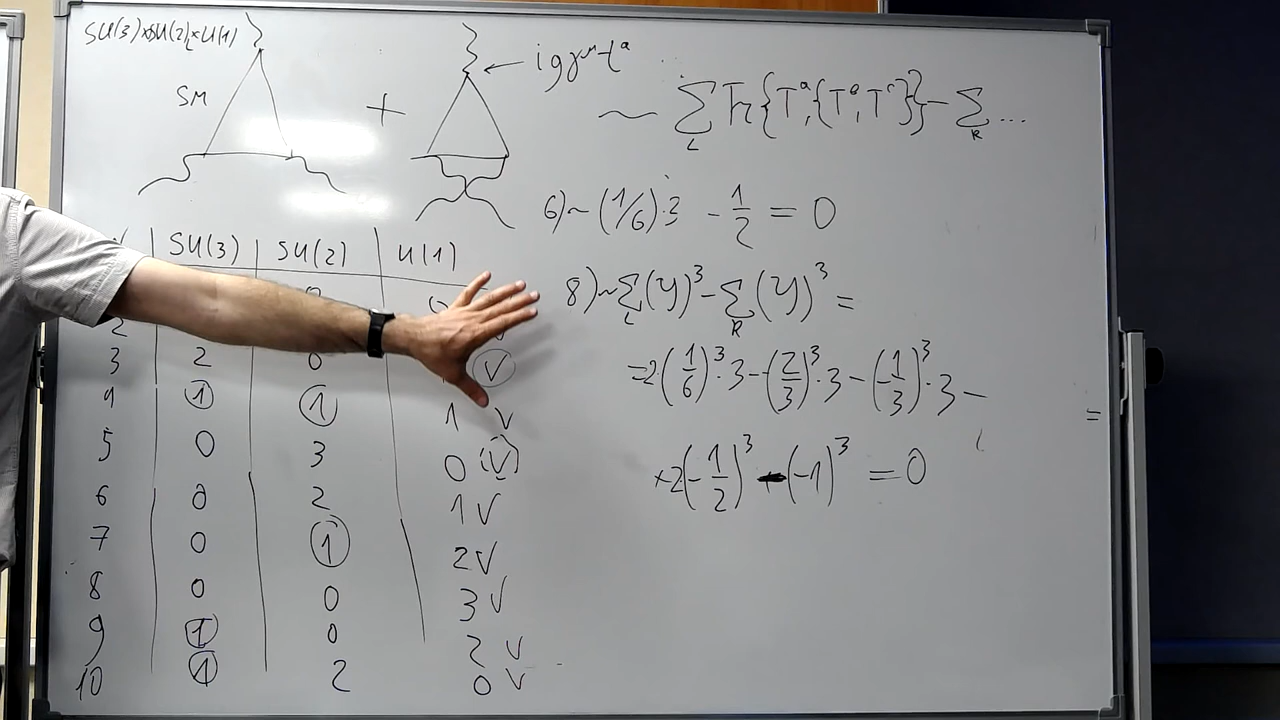 SU(3)×SU(2)_L×U(1)
SM
+
← igγ^μ t^a
~ Σ_L Tr{T^a,{T^a,T^c}} - Σ_R ...
6) ~ (1/6)·3 - 1/2 = 0
8) ~ Σ_L (Y)^3 - Σ_R (Y)^3 =
= 2(1/6)^3·3 - (2/3)^3·3 - (-1/3)^3·3 -
+2(-1/2)^3 - (-1)^3 = 0
=
SU(3) SU(2) U(1)
2
3 2 0 V
4 1 1 1 V
5 0 3 0 (V)
6 0 2 1 V
7 0 1 2 V
8 0 0 3 V
9 1 0 2 V
10 1 2 0 V